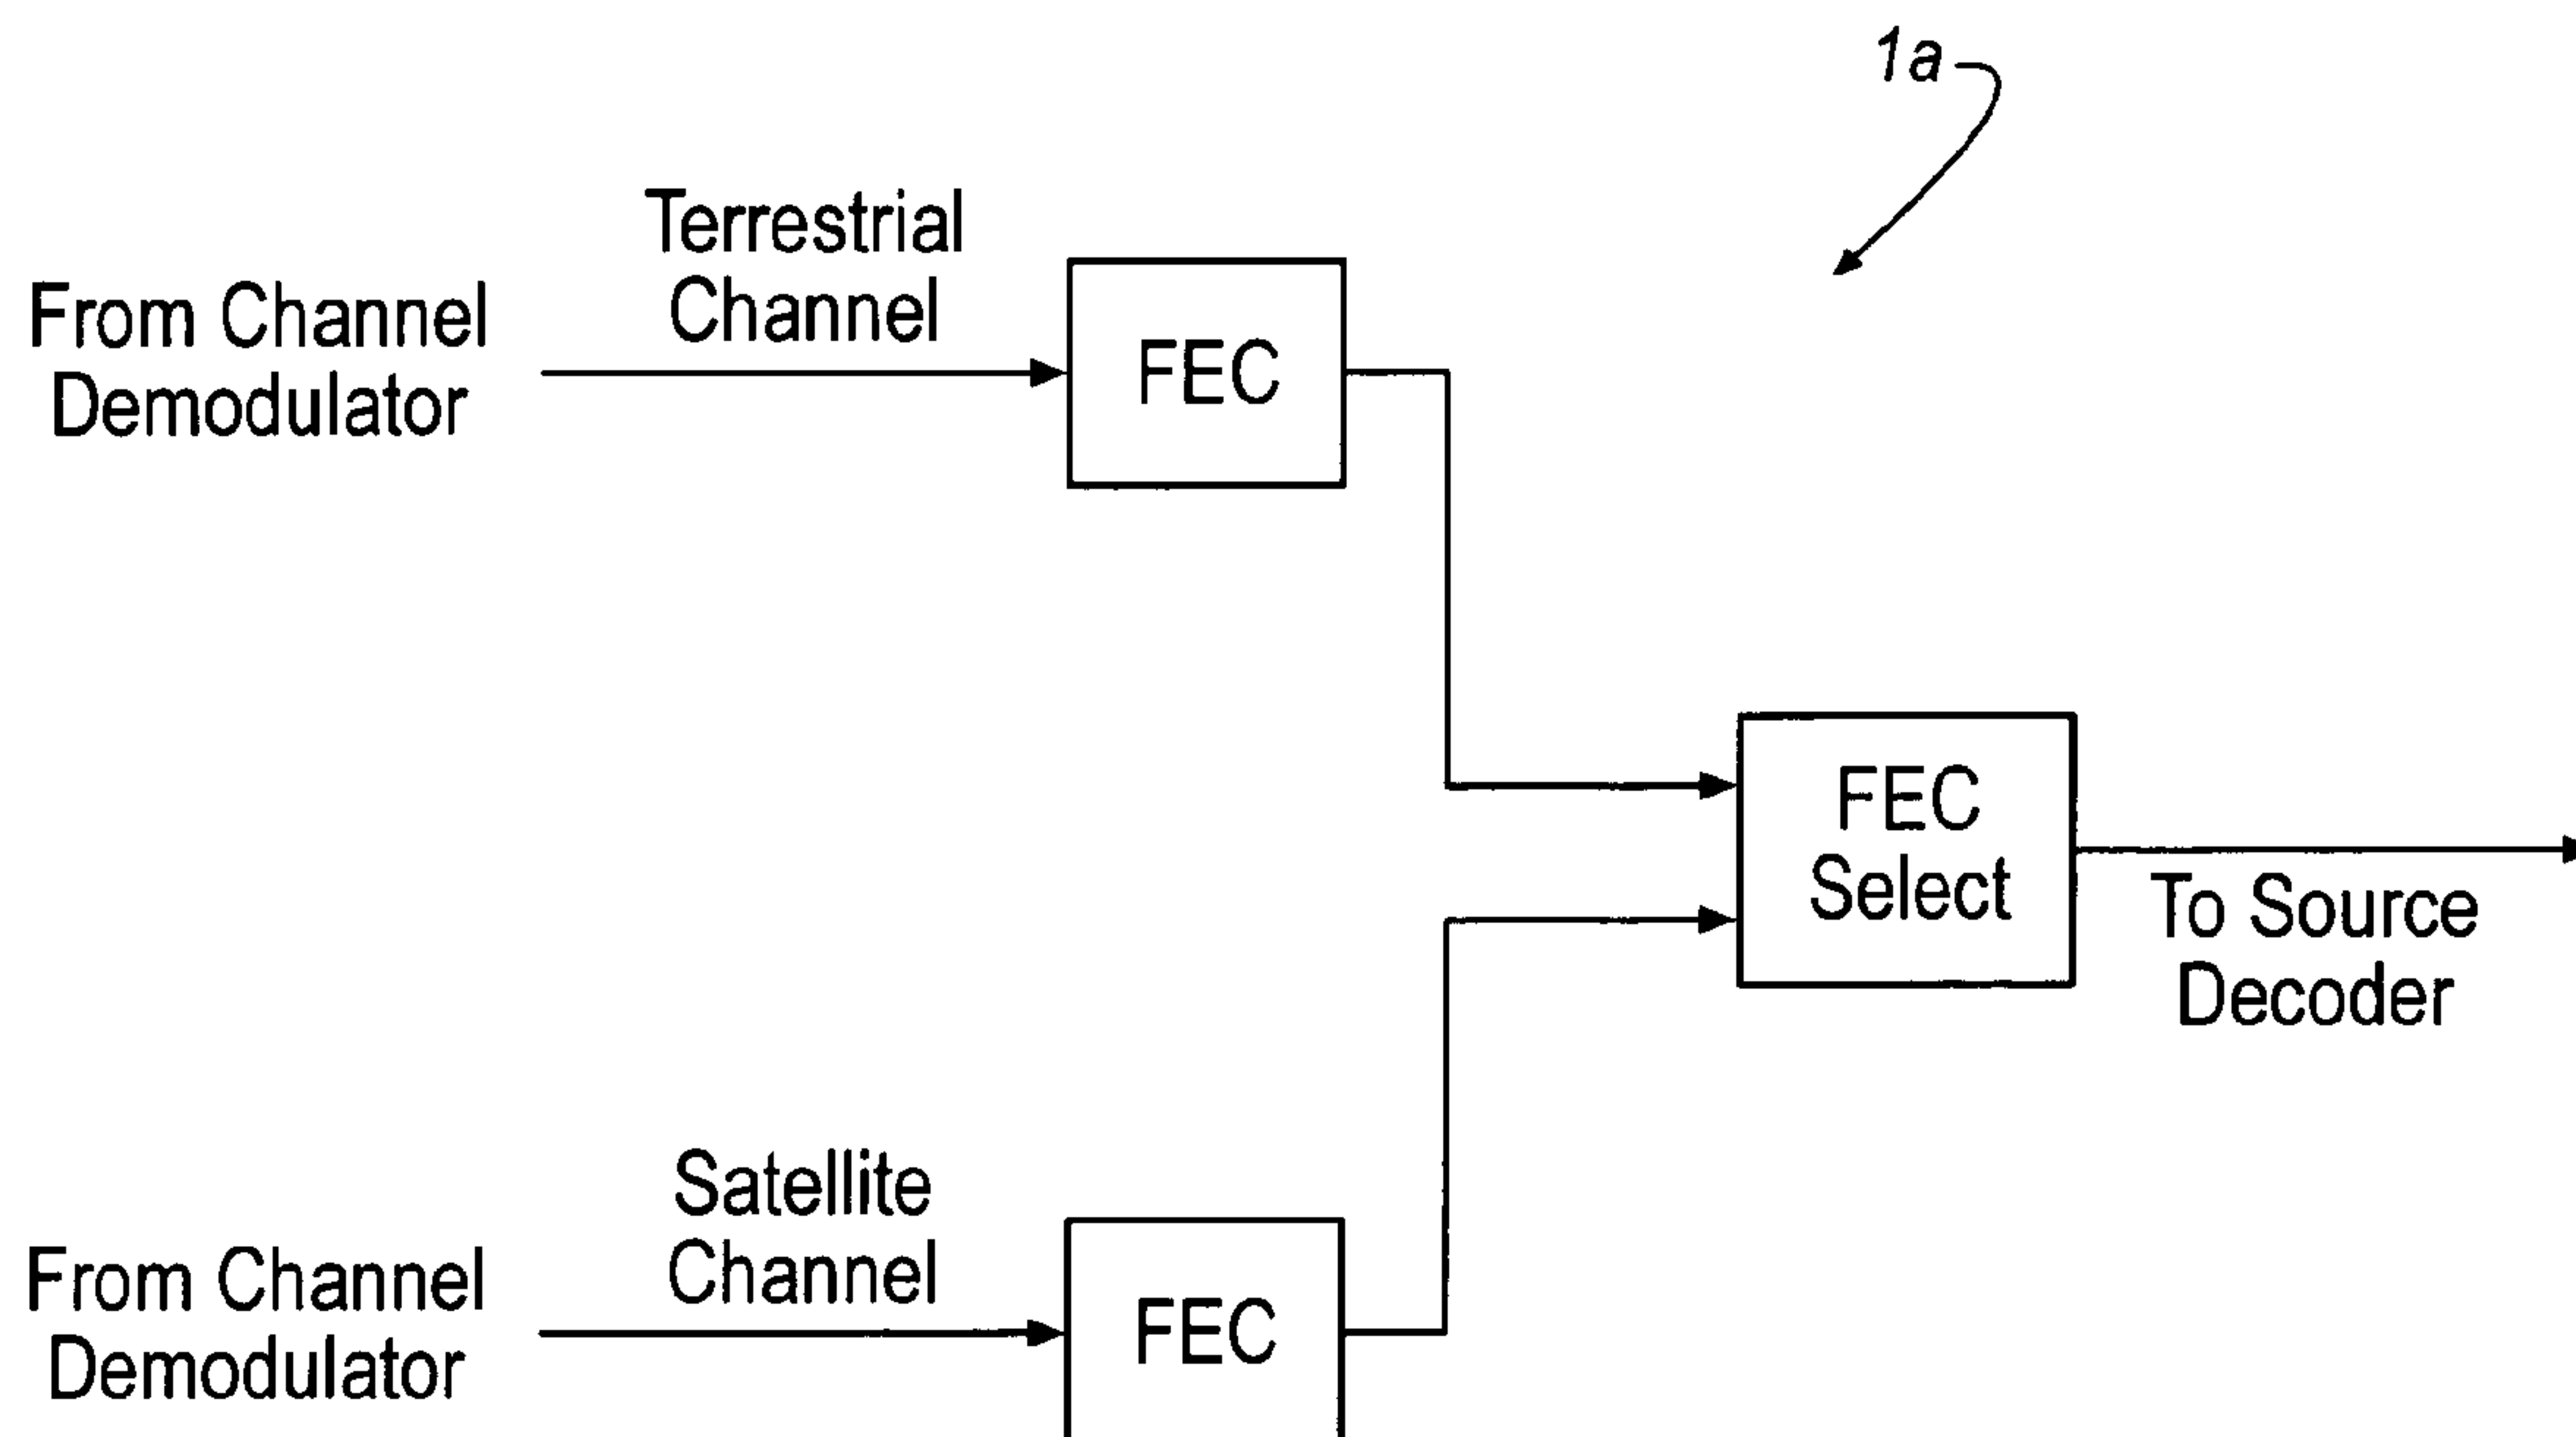 1a
Terrestrial
Channel
From Channel
Demodulator
FEC
FEC
Select
To Source
Decoder
Satellite
Channel
From Channel
Demodulator
FEC